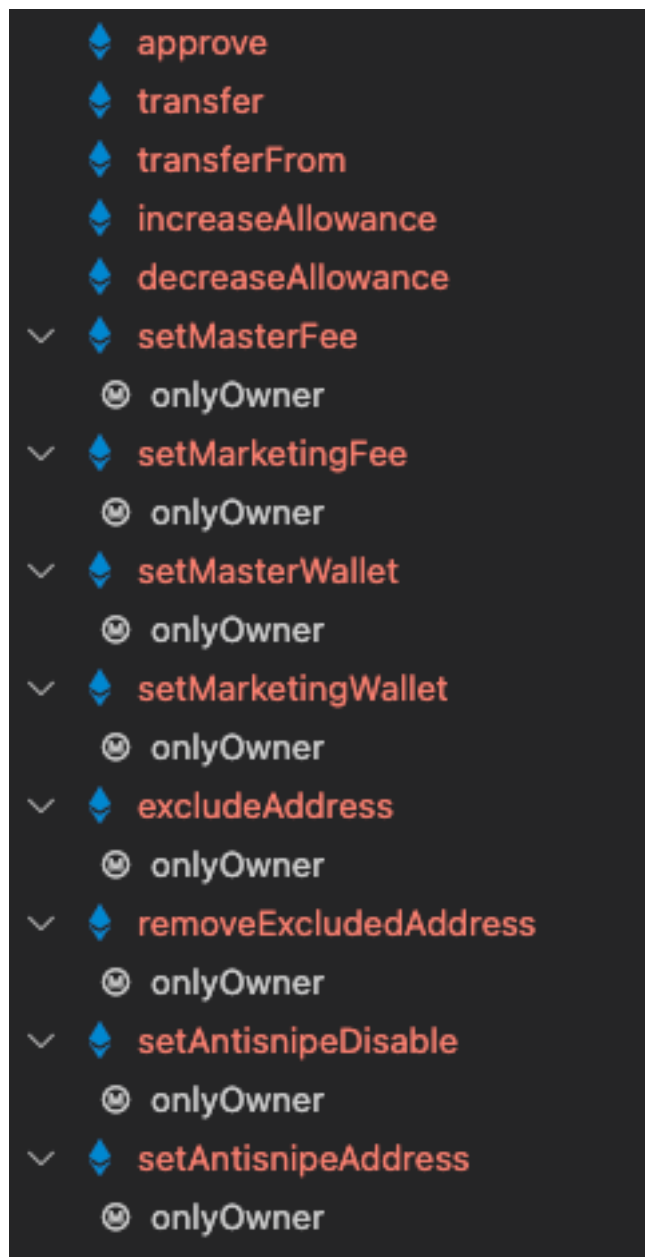 approve
transfer
transferFrom
increaseAllowance
decreaseAllowance
setMasterFee
onlyOwner
setMarketingFee
onlyOwner
setMasterWallet
onlyOwner
setMarketingWallet
onlyOwner
excludeAddress
onlyOwner
removeExcludedAddress
onlyOwner
setAntisnipeDisable
onlyOwner
setAntisnipeAddress
onlyOwner